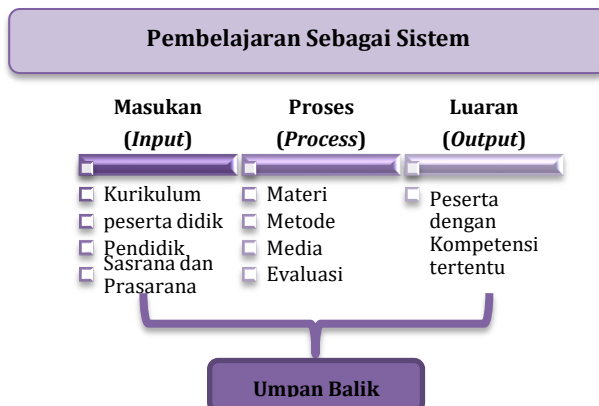 Pembelajaran Sebagai Sistem
Masukan
(Input)
Kurikulum
peserta didik
Pendidik
Sasrana dan
Prasarana
Proses
(Process)
Materi
Metode
Media
Evaluasi
Luaran
(Output)
Peserta
dengan
Kompetensi
tertentu
Umpan Balik